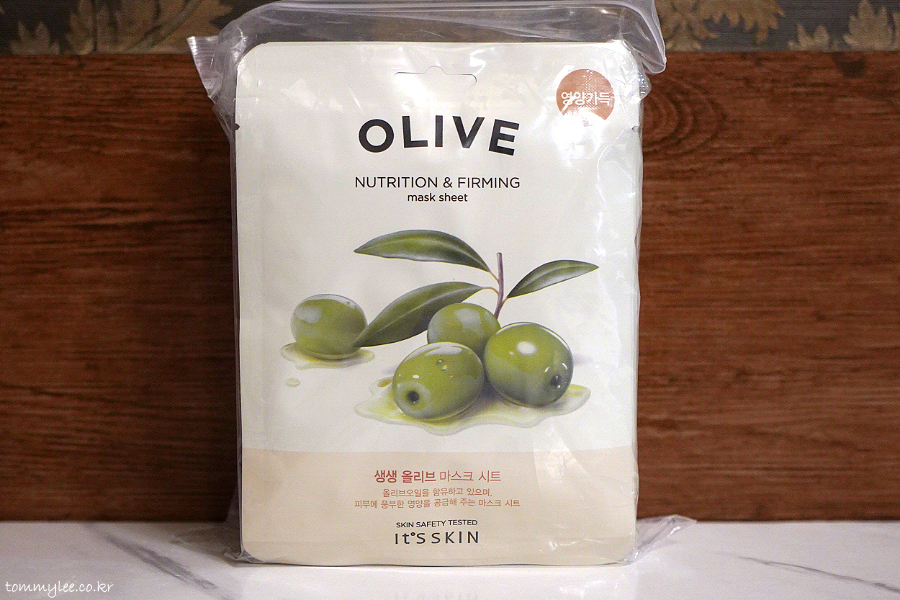 영양가득
OLIVE
NUTRITION & FIRMING
mask sheet
생생 올리브 마스크 시트
올리브오일을 함유하고 있으며,
피부에 풍부한 영양을 공급해 주는 마스크 시트
SKIN SAFETY TESTED
It'S SKIN
tommylee.co.kr